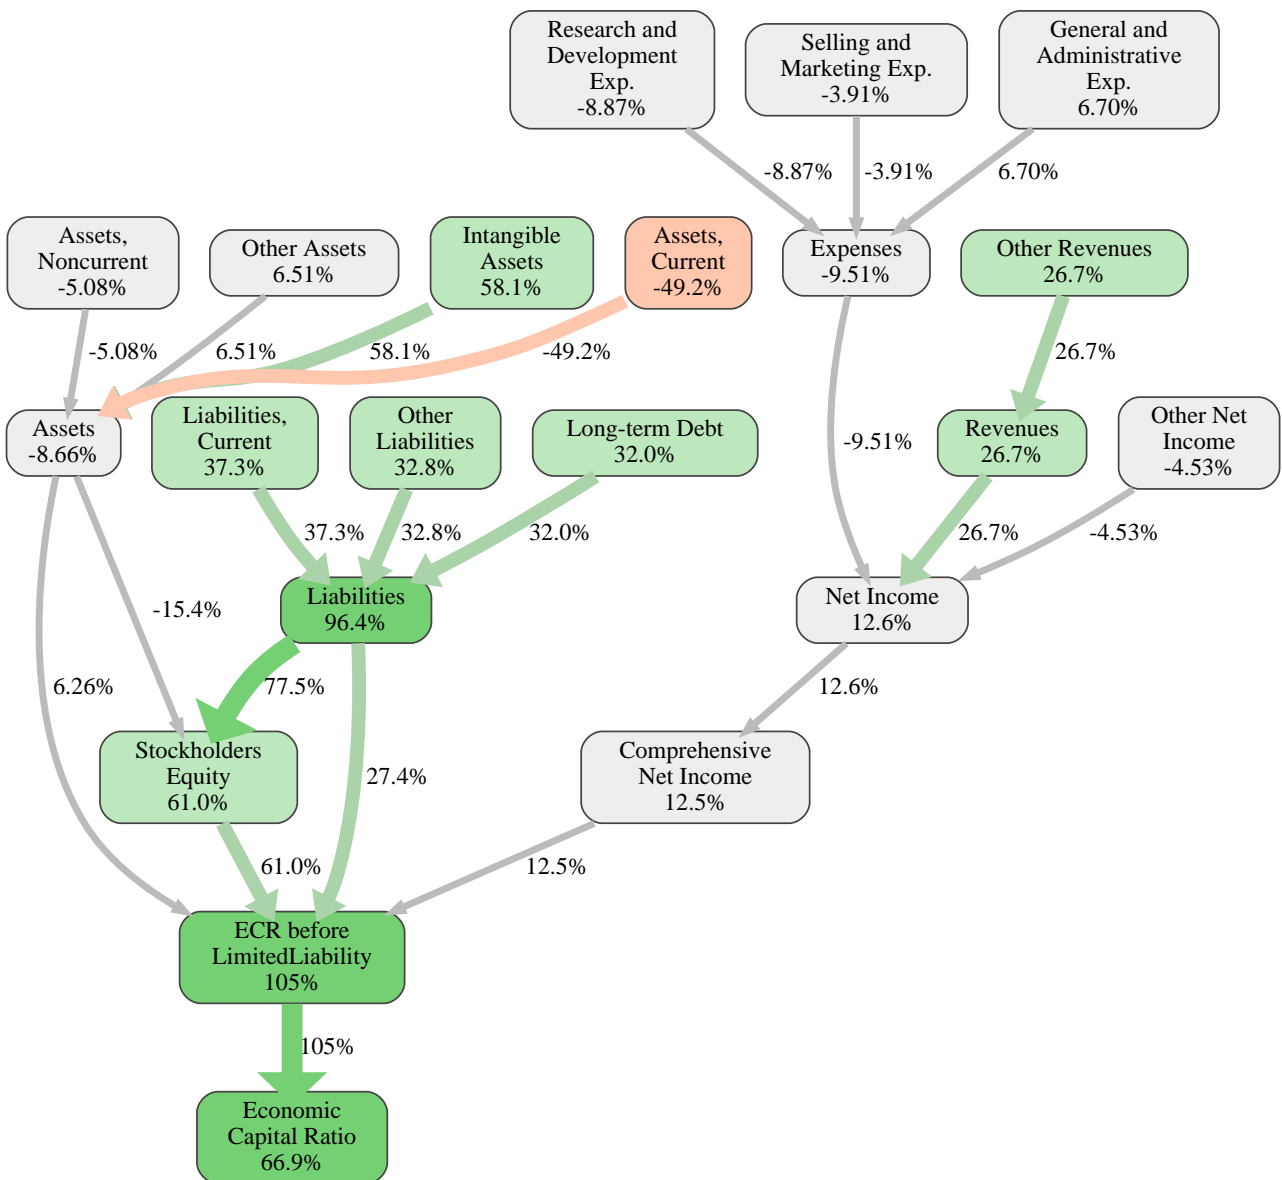 Research and
Development
Exp.
-8.87%
Selling and
Marketing Exp.
-3.91%
General and
Administrative
Exp.
6.70%
-8.87%
-3.91%
6.70%
Assets,
Noncurrent
-5.08%
Other Assets
6.51%
Intangible
Assets
58.1%
Assets,
Current
-49.2%
Expenses
-9.51%
Other Revenues
26.7%
-5.08%
6.51%
58.1%
-49.2%
26.7%
Assets
-8.66%
Liabilities,
Current
37.3%
Other
Liabilities
32.8%
Long-term Debt
32.0%
-9.51%
Revenues
26.7%
Other Net
Income
-4.53%
37.3%
32.8%
32.0%
26.7%
-4.53%
Liabilities
96.4%
Net Income
12.6%
-15.4%
6.26%
77.5%
12.6%
Stockholders
Equity
61.0%
27.4%
Comprehensive
Net Income
12.5%
61.0%
12.5%
ECR before
LimitedLiability
105%
105%
Economic
Capital Ratio
66.9%